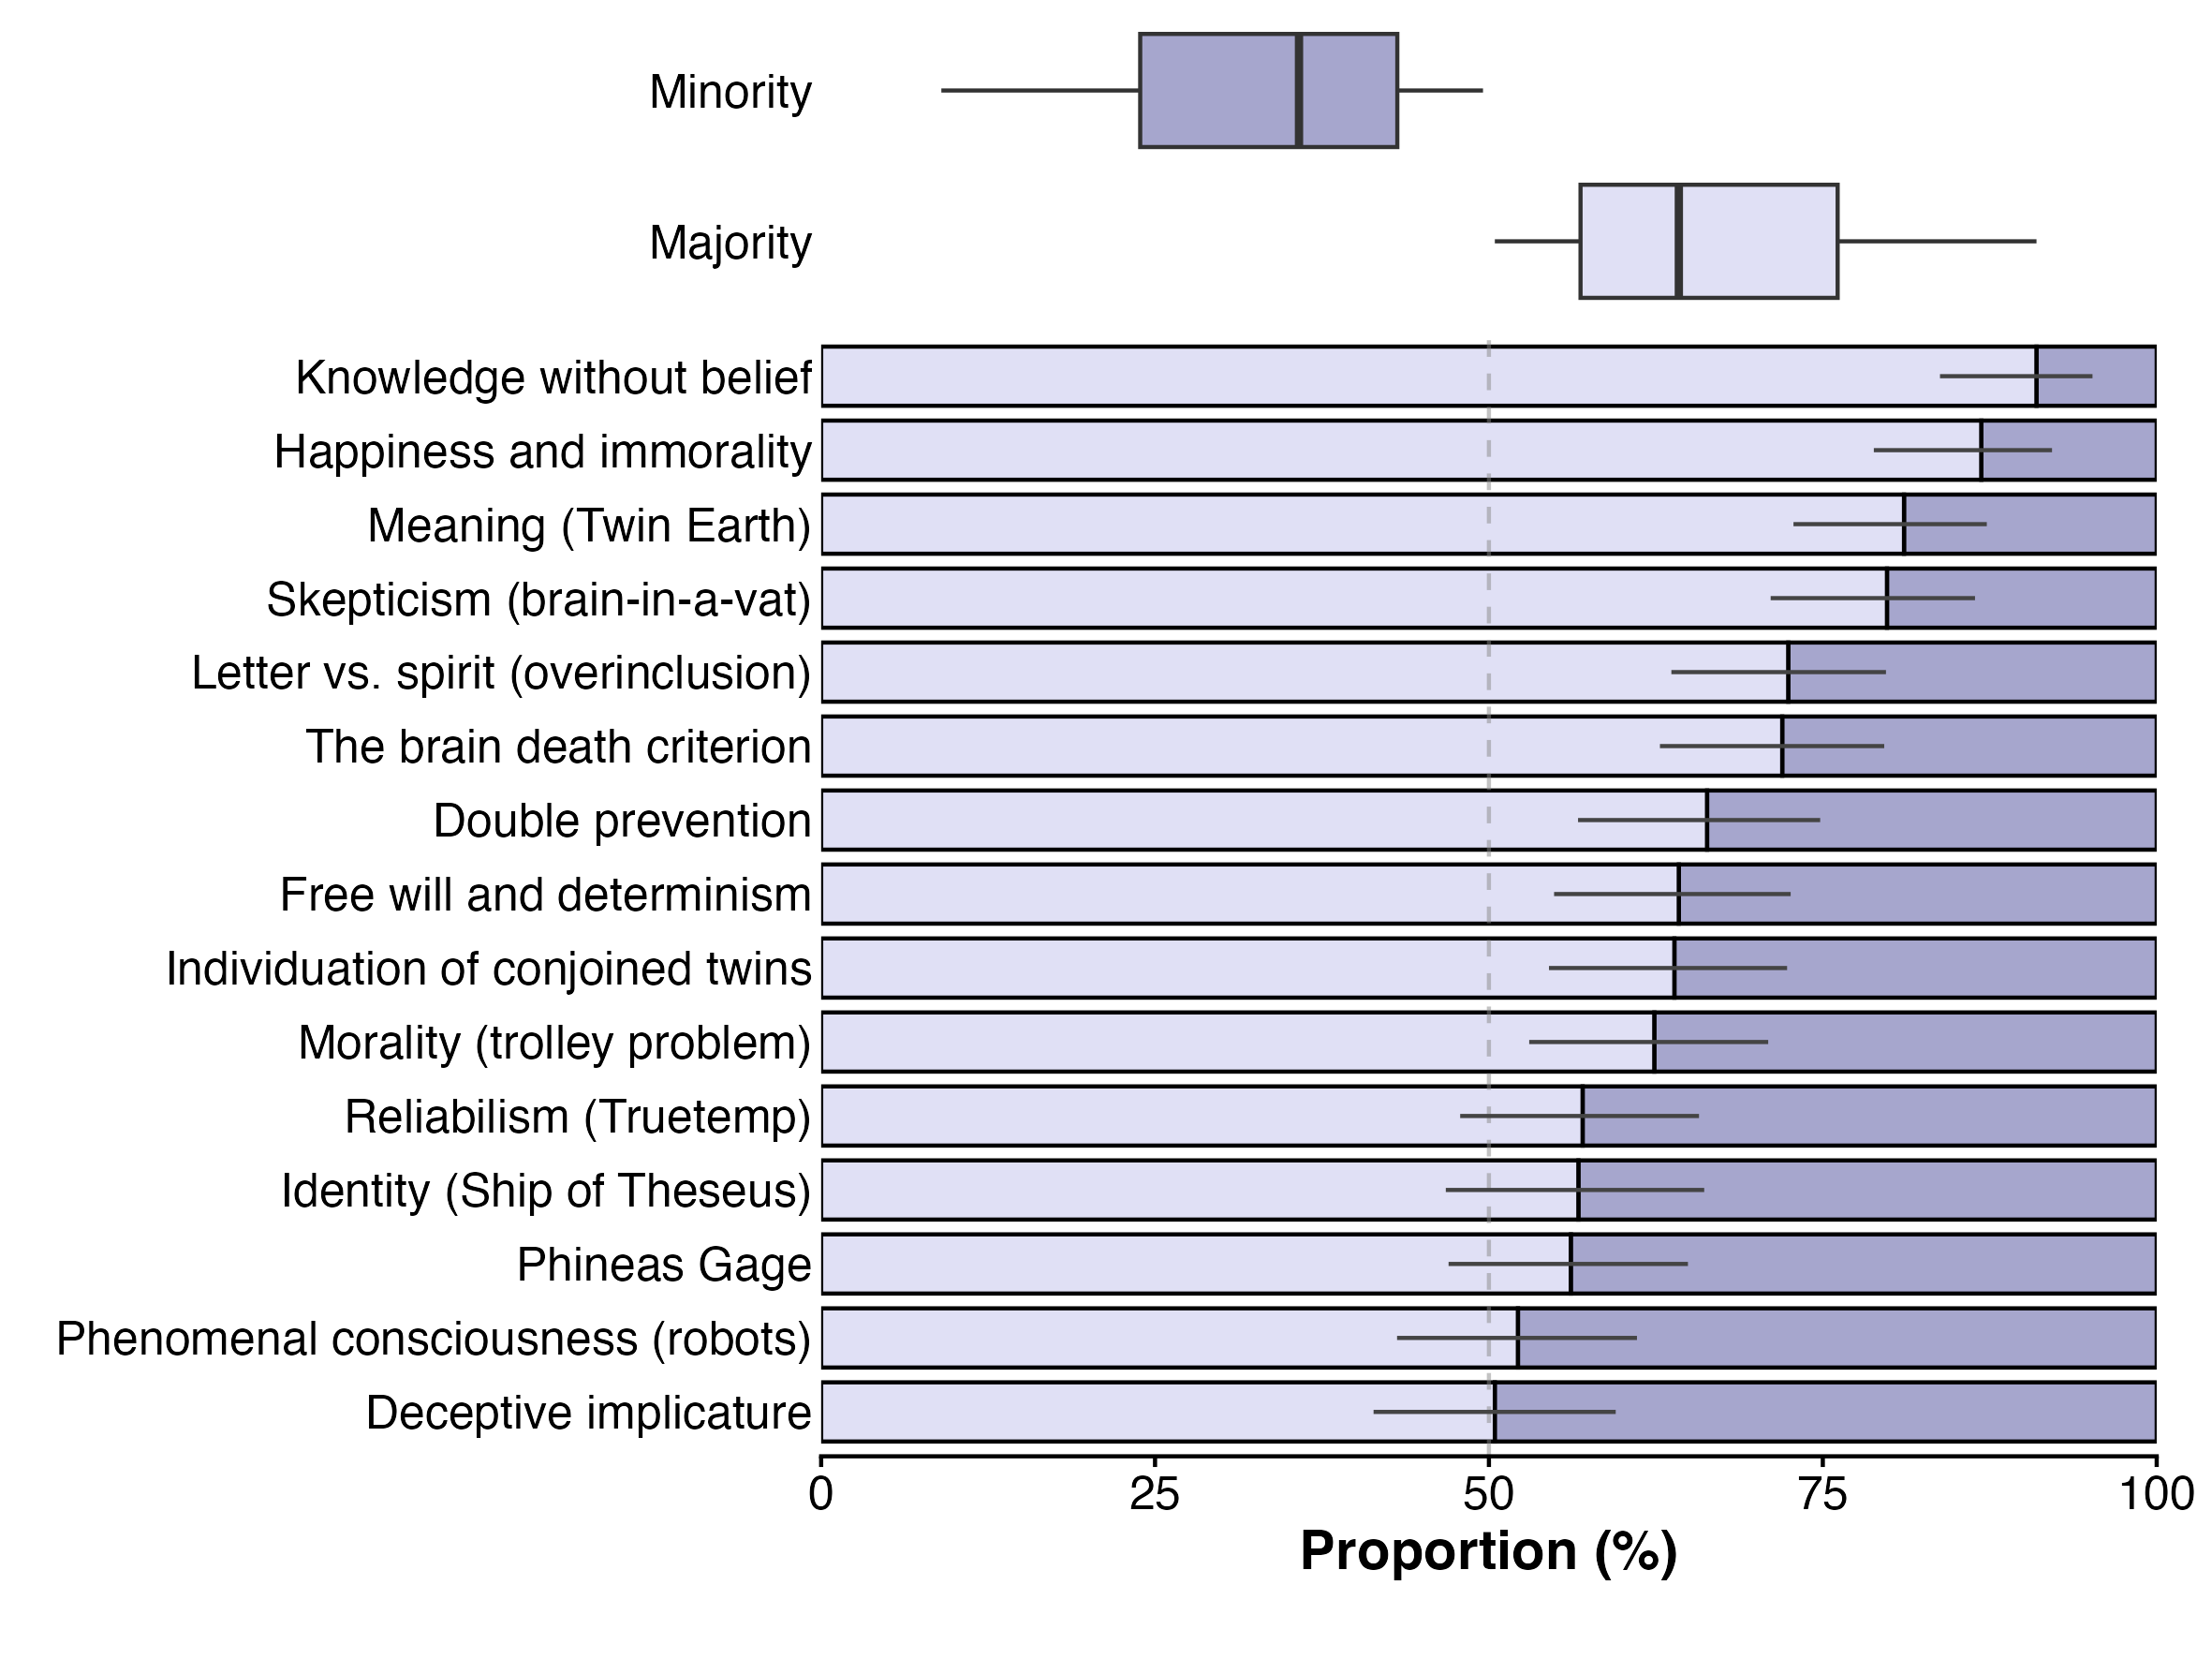 Minority
Majority
Knowledge without belief
Happiness and immorality
Meaning (Twin Earth)
Skepticism (brain-in-a-vat)
Letter vs. spirit (overinclusion)
The brain death criterion
Double prevention
Free will and determinism
Individuation of conjoined twins
Morality (trolley problem)
Reliabilism (Truetemp)
Identity (Ship of Theseus)
Phineas Gage
Phenomenal consciousness (robots)
Deceptive implicature
0 25 50 75 100
Proportion (%)